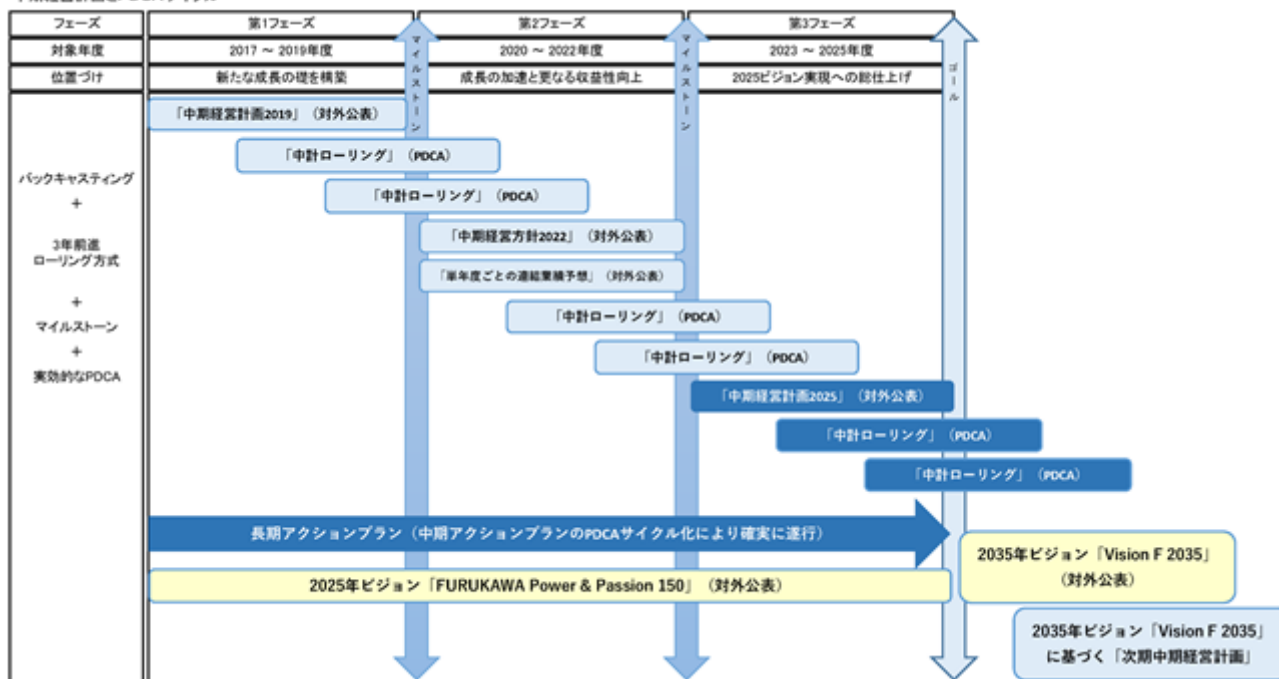 フェーズ
第1フェーズ
第2フェーズ
第3フェーズ
対象年度
2017 ～ 2019年度
2020 ～ 2022年度
2023 ～ 2025年度
位置づけ
新たな成長の礎を構築
成長の加速と更なる収益性向上
2025ビジョン実現への総仕上げ
マイルストーン
マイルストーン
ゴール
バックキャスティング
+
3年前進
ローリング方式
+
マイルストーン
+
実効的なPDCA
「中期経営計画2019」（対外公表）
「中計ローリング」（PDCA）
「中計ローリング」（PDCA）
「中期経営方針2022」（対外公表）
「単年度ごとの連結業績予想」（対外公表）
「中計ローリング」（PDCA）
「中計ローリング」（PDCA）
「中期経営計画2025」（対外公表）
「中計ローリング」（PDCA）
「中計ローリング」（PDCA）
長期アクションプラン（中期アクションプランのPDCAサイクル化により確実に遂行）
2025年ビジョン「FURUKAWA Power & Passion 150」（対外公表）
2035年ビジョン「Vision F 2035」
（対外公表）
2035年ビジョン「Vision F 2035」
に基づく「次期中期経営計画」